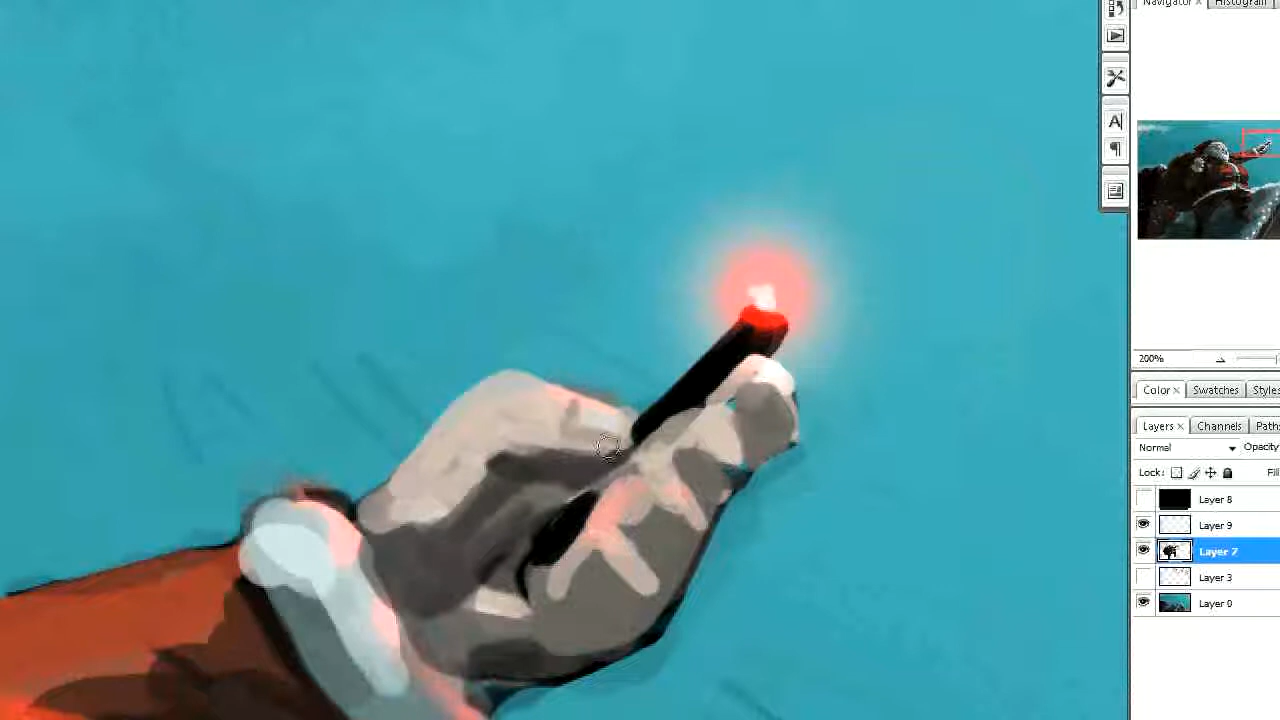 Navigator × Histogram
A
¶
200%
Color × Swatches Styles
Layers × Channels Paths
Normal Opacity
Lock: Fill
Layer 8
Layer 9
Layer 7
Layer 3
Layer 0